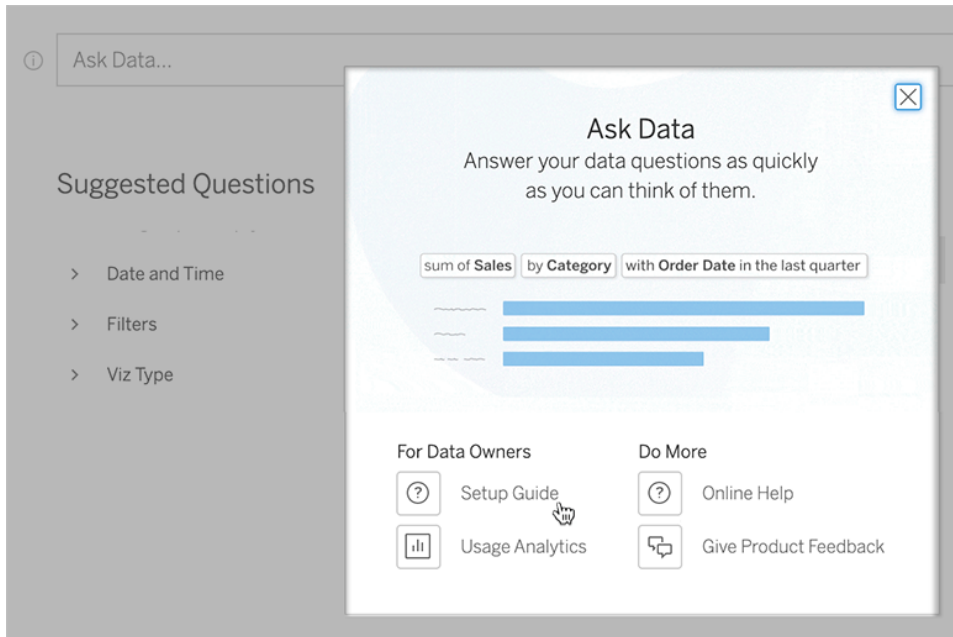 Ask Data...
Suggested Questions
Date and Time
Filters
Viz Type
Ask Data
Answer your data questions as quickly
as you can think of them.
sum of Sales by Category with Order Date in the last quarter
For Data Owners
Setup Guide
Usage Analytics
Do More
Online Help
Give Product Feedback